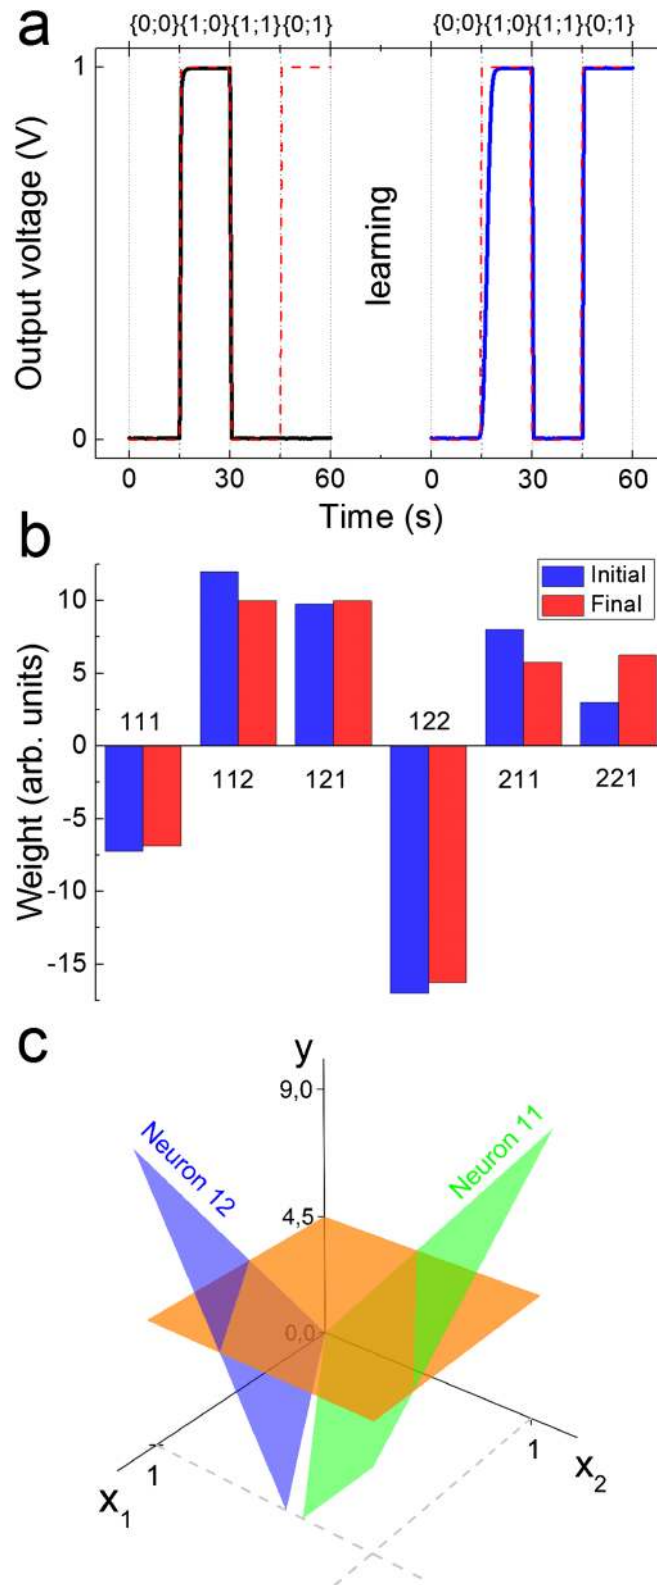 a
{0;0}{1;0}{1;1}{0;1} {0;0}{1;0}{1;1}{0;1}
1
Output voltage (V)
learning
0
0 30 60 0 30 60
Time (s)
b
Initial
Final
10
5
0
-5
-10
-15
Weight (arb. units)
111 122
112 121 211 221
c
y
9,0
Neuron 12
Neuron 11
4,5
0,0
1 1
x1 x2